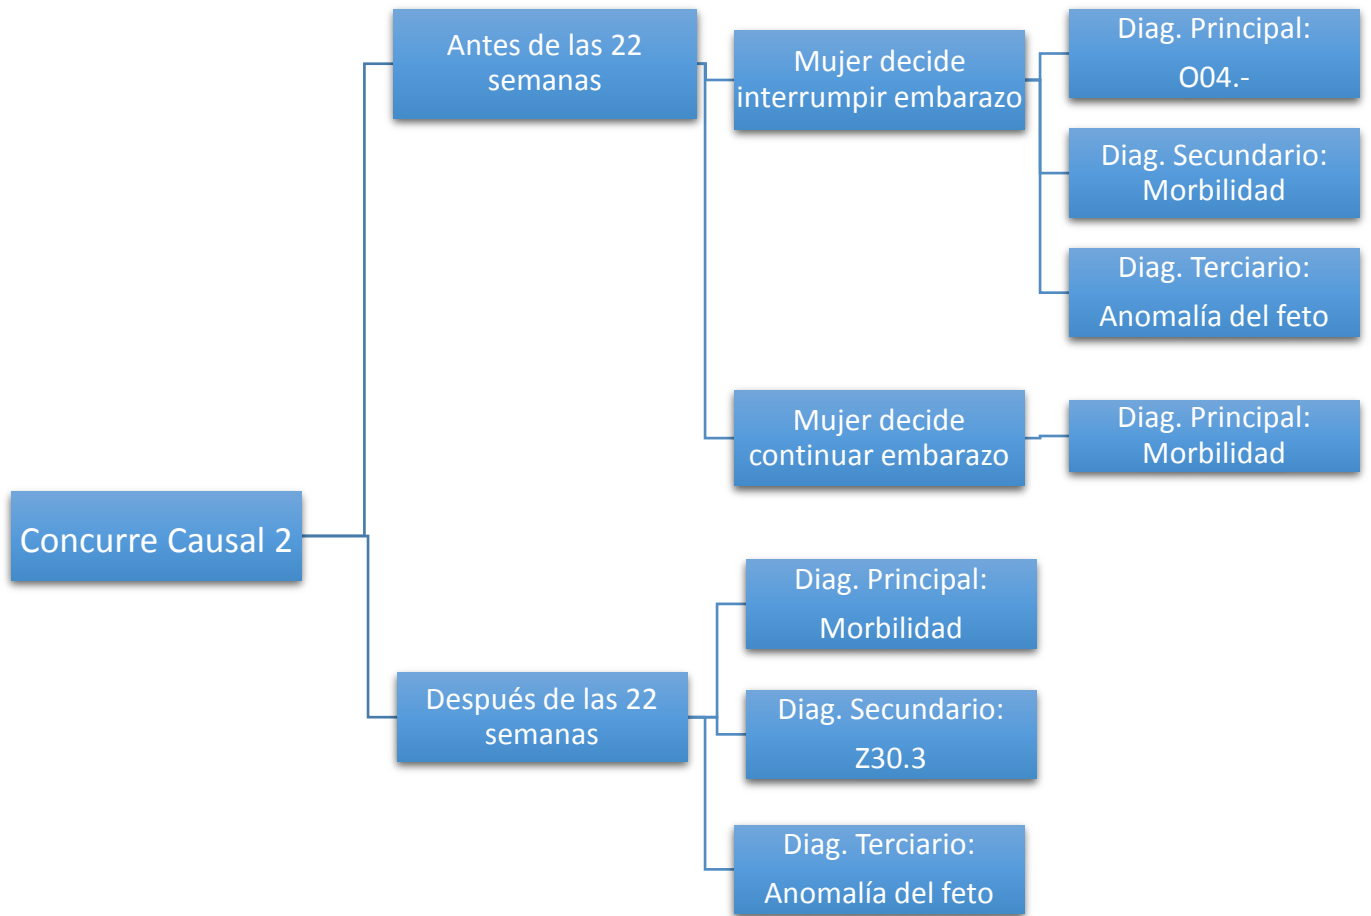 Concurre Causal 2
Antes de las 22
semanas
Mujer decide
interrumpir embarazo
Diag. Principal:
O04.-
Diag. Secundario:
Morbilidad
Diag. Terciario:
Anomalía del feto
Mujer decide
continuar embarazo
Diag. Principal:
Morbilidad
Después de las 22
semanas
Diag. Principal:
Morbilidad
Diag. Secundario:
Z30.3
Diag. Terciario:
Anomalía del feto